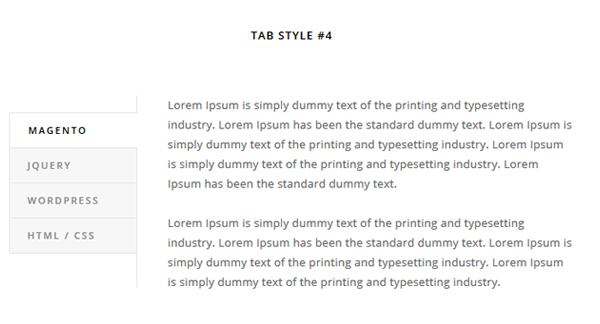 TAB STYLE #4
MAGENTO
JQUERY
WORDPRESS
HTML / CSS
Lorem Ipsum is simply dummy text of the printing and typesetting
industry. Lorem Ipsum has been the standard dummy text. Lorem Ipsum is
simply dummy text of the printing and typesetting industry. Lorem Ipsum
is simply dummy text of the printing and typesetting industry. Lorem
Ipsum has been the standard dummy text.
Lorem Ipsum is simply dummy text of the printing and typesetting
industry. Lorem Ipsum has been the standard dummy text. Lorem Ipsum is
simply dummy text of the printing and typesetting industry. Lorem Ipsum
is simply dummy text of the printing and typesetting industry.